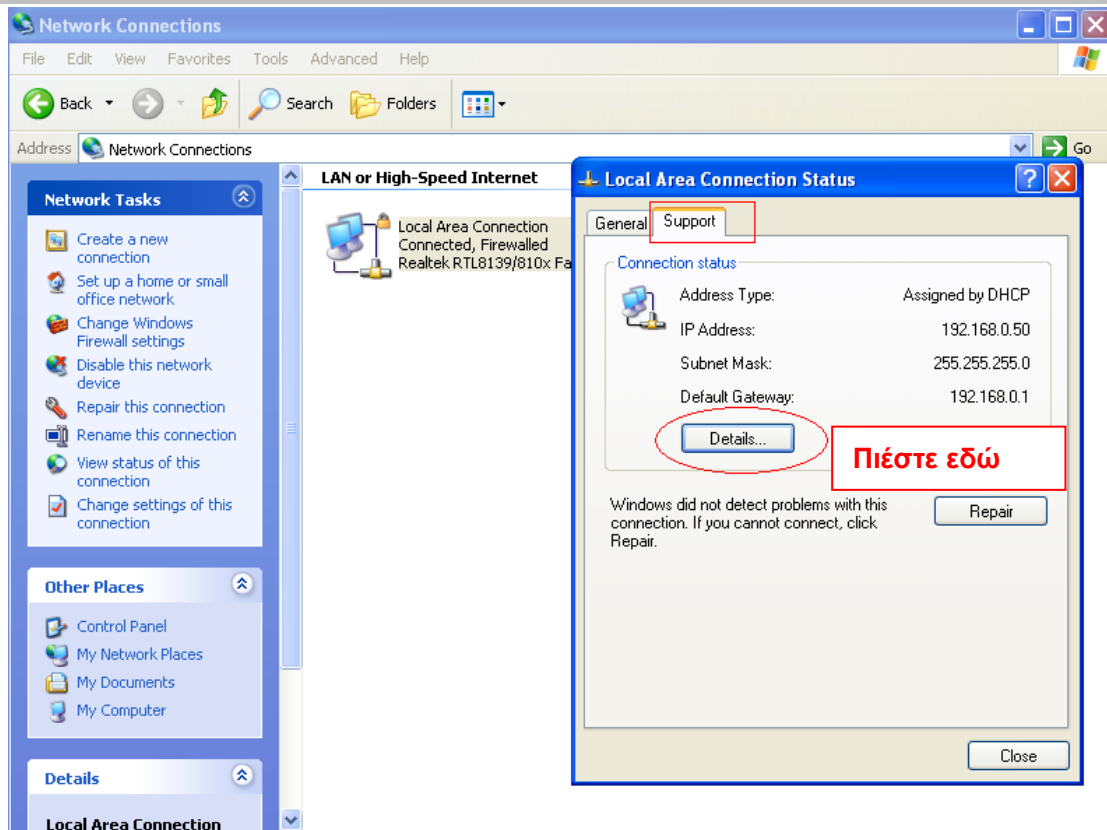 Network Connections
File Edit View Favorites Tools Advanced Help
Back Search Folders
Address Network Connections Go
Network Tasks
Create a new
connection
Set up a home or small
office network
Change Windows
Firewall settings
Disable this network
device
Repair this connection
Rename this connection
View status of this
connection
Change settings of this
connection
Other Places
Control Panel
My Network Places
My Documents
My Computer
Details
Local Area Connection
LAN or High-Speed Internet
Local Area Connection
Connected, Firewalled
Realtek RTL8139/810x Fa
Local Area Connection Status
General Support
Connection status
Address Type: Assigned by DHCP
IP Address: 192.168.0.50
Subnet Mask: 255.255.255.0
Default Gateway: 192.168.0.1
Details...
Πιέστε εδώ
Windows did not detect problems with this
connection. If you cannot connect, click
Repair.
Repair
Close